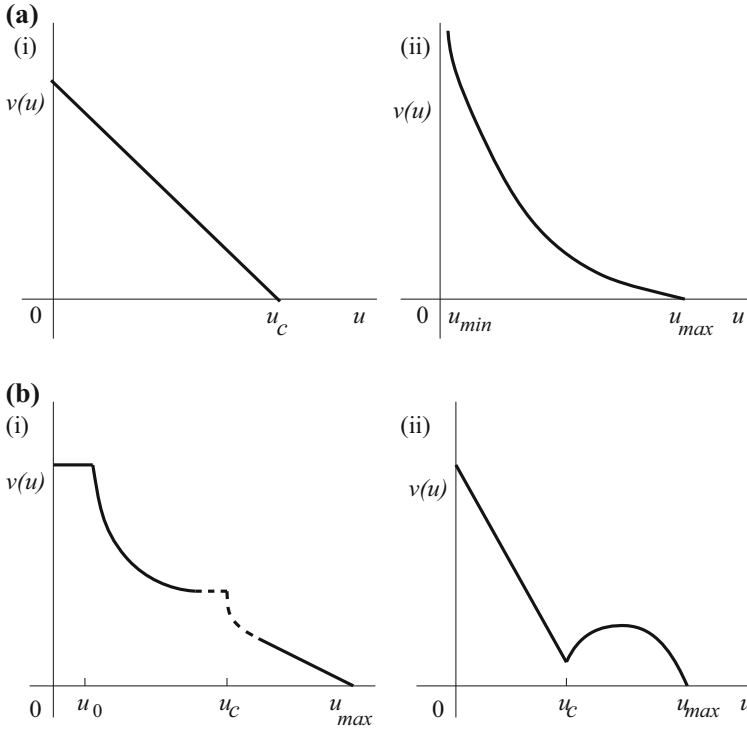 (a)
(i)
v(u)
0
u_c
u
(ii)
v(u)
0
u_min
u_max
u
(b)
(i)
v(u)
0
u_0
u_c
u_max
(ii)
v(u)
0
u_c
u_max
u